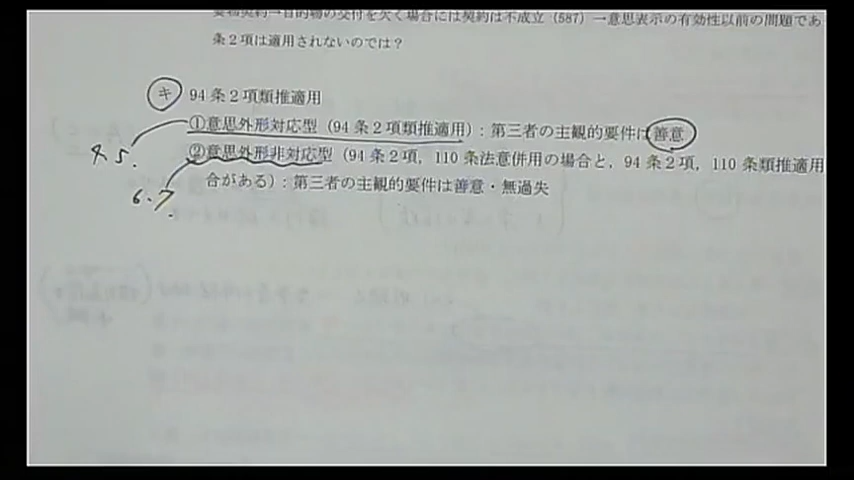 要物契約→目的物の交付を欠く場合には契約は不成立（587）→意思表示の有効性以前の問題であ
条２項は適用されないのでは？
キ 94条２項類推適用
①意思外形対応型（94条２項類推適用）：第三者の主観的要件は善意
②意思外形非対応型（94条２項，110条法意併用の場合と，94条２項，110条類推適用
合がある）：第三者の主観的要件は善意・無過失
4 5.
6.7.